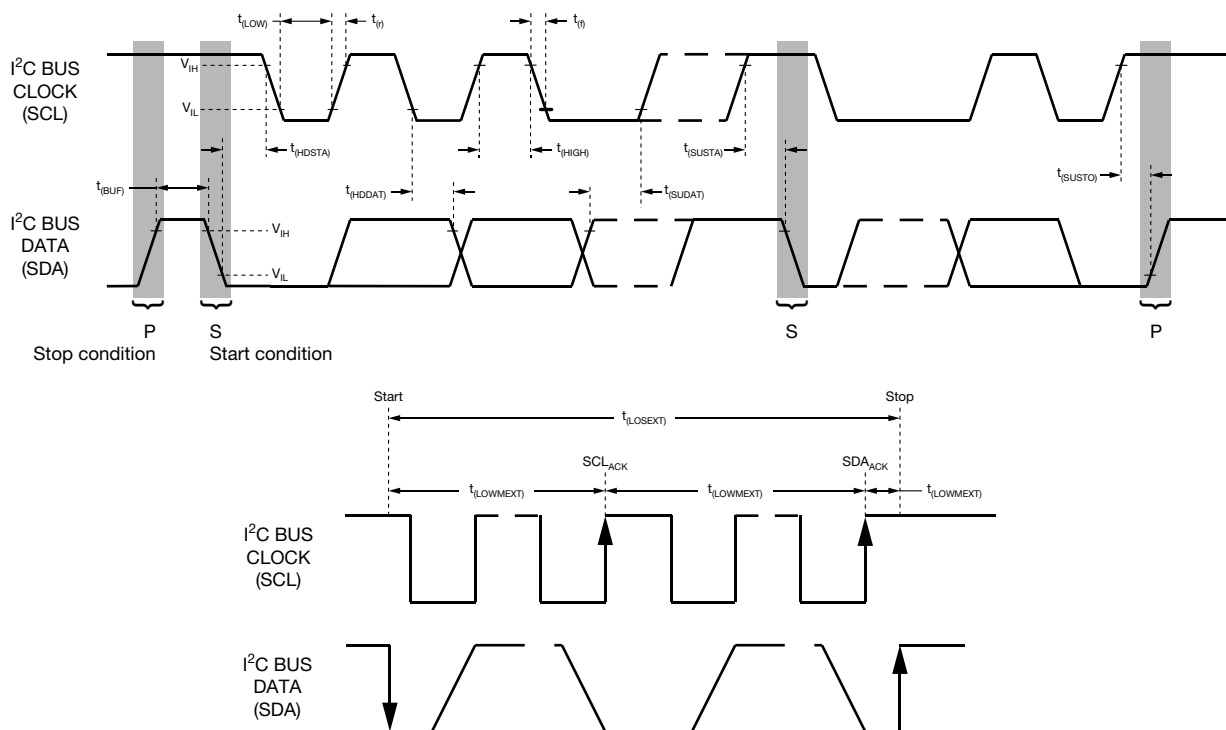 t(LOW) t(r) t(f)
I²C BUS
CLOCK
(SCL)
VIH
VIL
t(HDSTA) t(HIGH) t(SUSTA)
t(BUF) t(HDDAT) t(SUDAT) t(SUSTO)
I²C BUS
DATA
(SDA)
VIH
VIL
P S S P
Stop condition Start condition
Start Stop
t(LOSEXT)
SCLACK SDAACK
t(LOWMEXT) t(LOWMEXT) t(LOWMEXT)
I²C BUS
CLOCK
(SCL)
I²C BUS
DATA
(SDA)